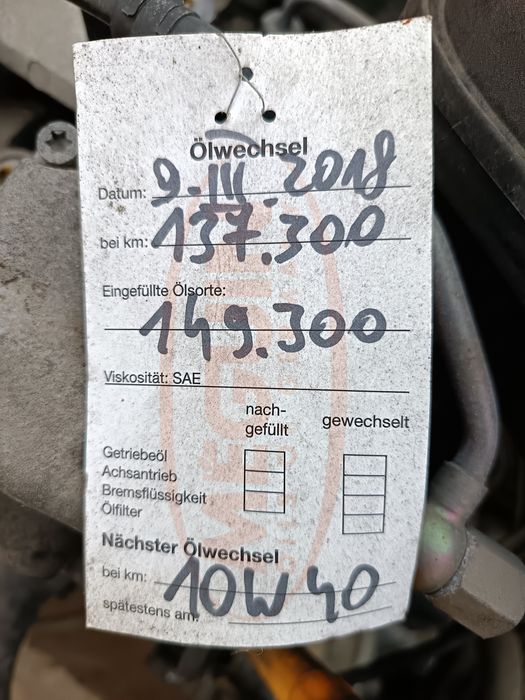 Ölwechsel
Datum: 9.III.2018
bei km: 137.300
Eingefüllte Ölsorte:
149.300
Viskosität: SAE
nach-
gefüllt gewechselt
Getriebeöl
Achsantrieb
Bremsflüssigkeit
Ölfilter
Nächster Ölwechsel
bei km: 10W40
spätestens am: